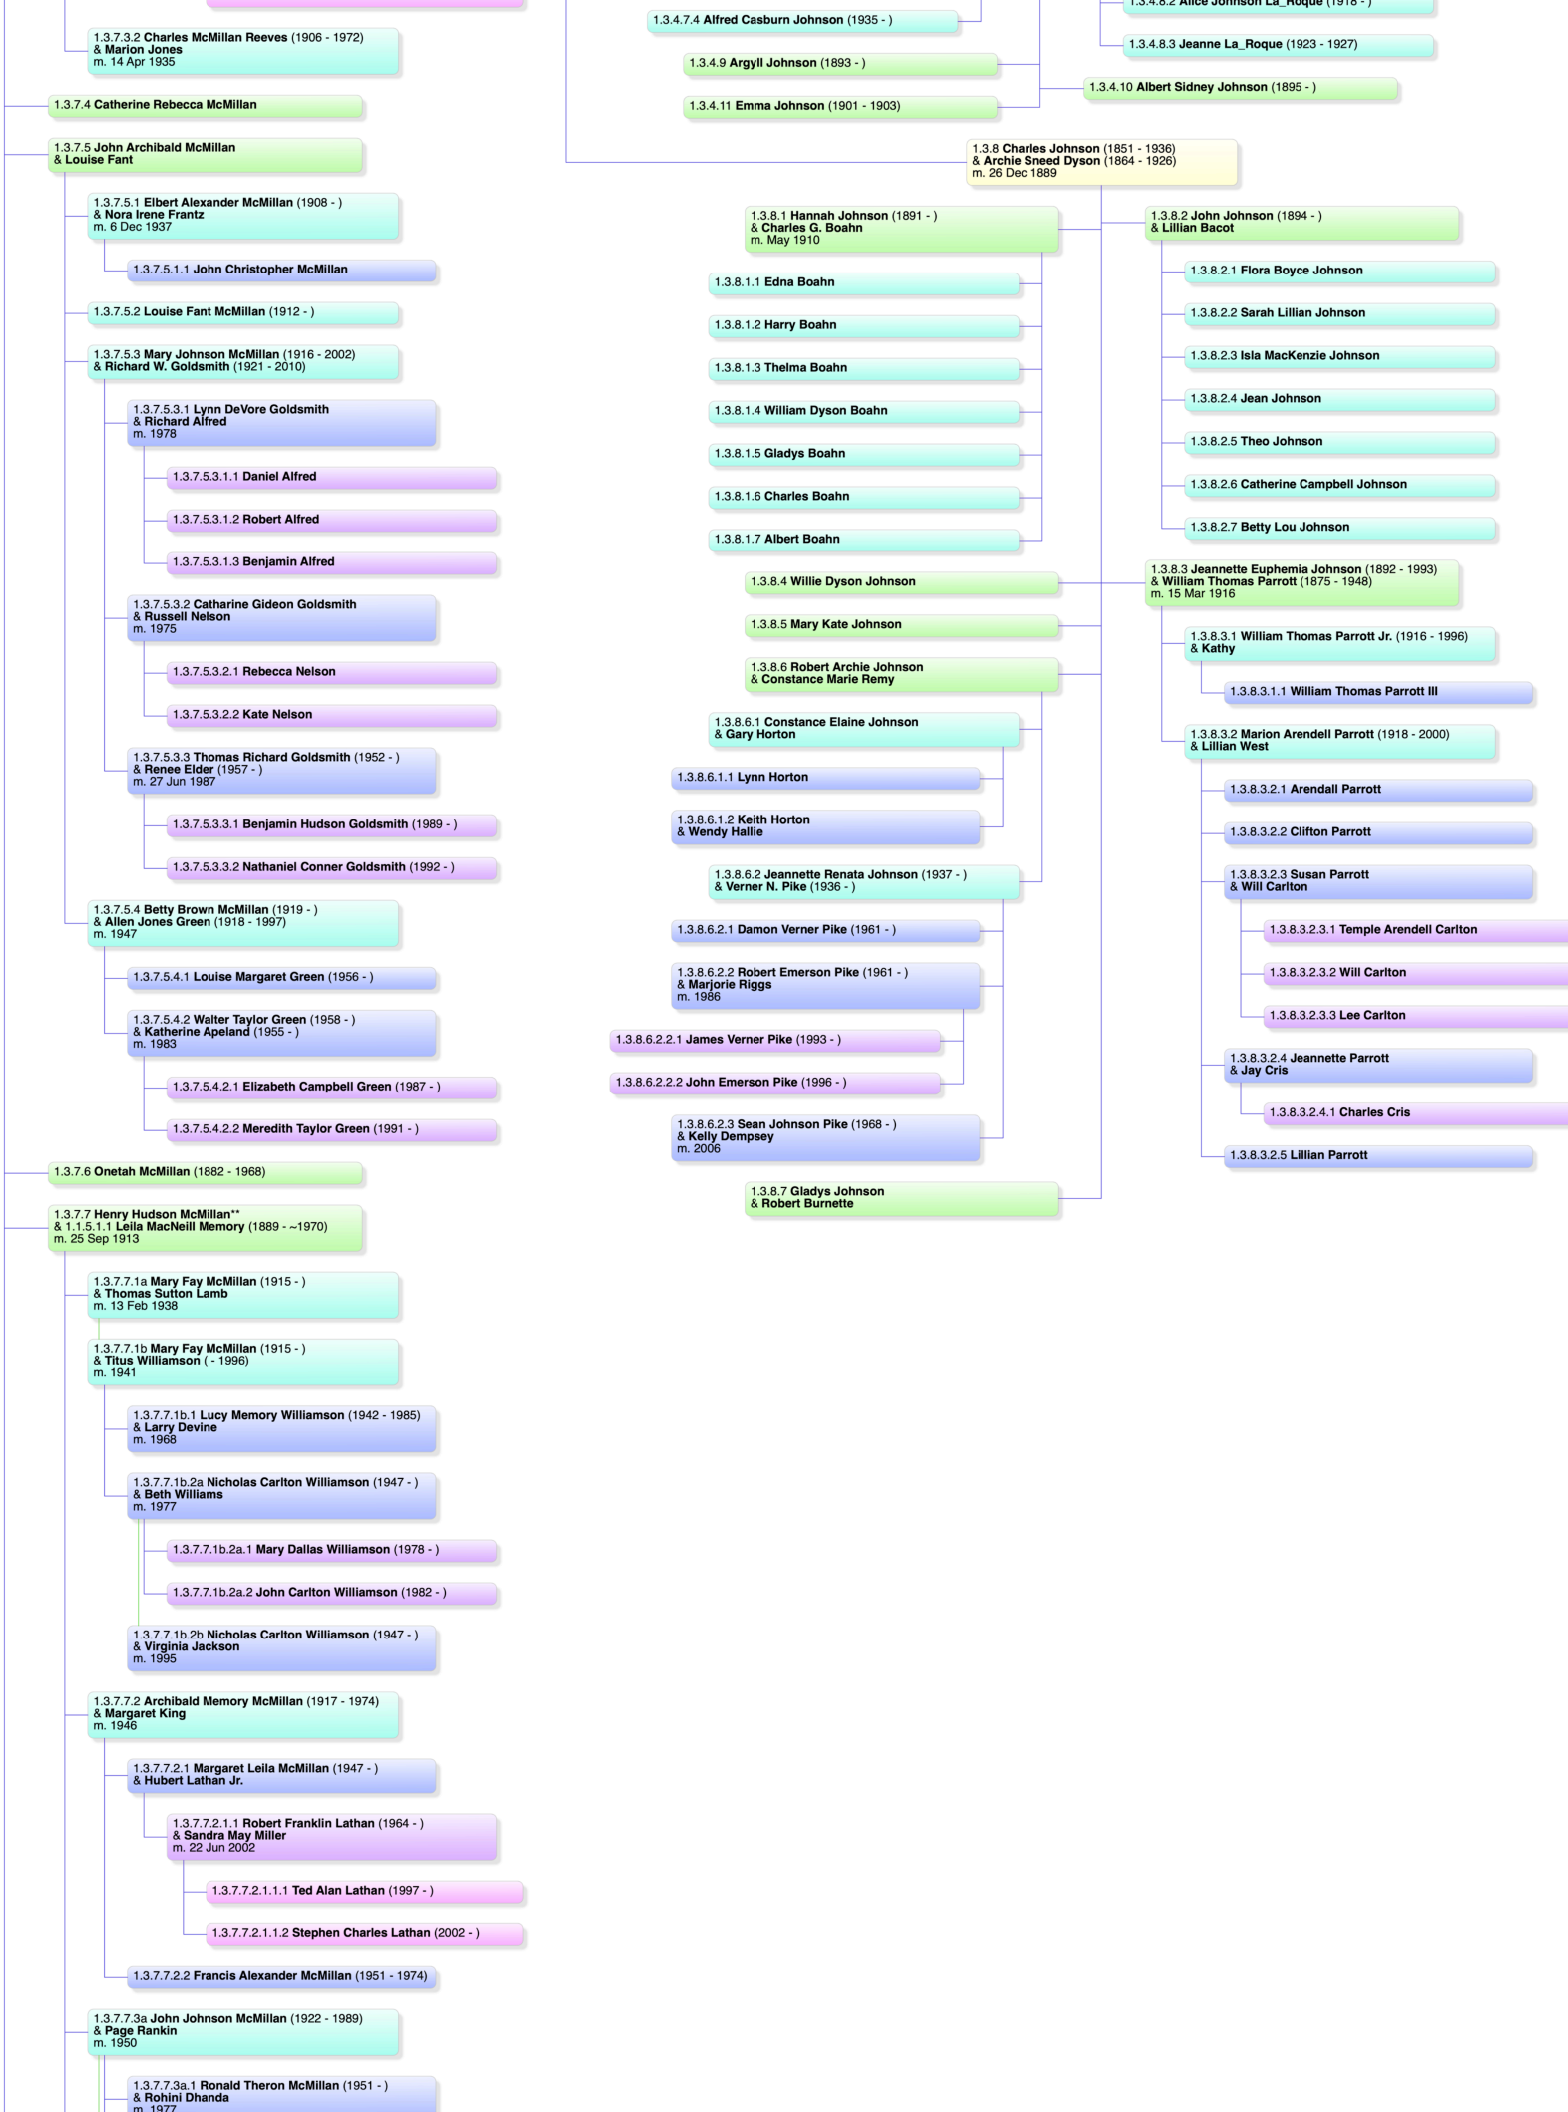 1.3.7.3.2 Charles McMillan Reeves (1906 - 1972)
& Marion Jones
m. 14 Apr 1935
1.3.7.4 Catherine Rebecca McMillan
1.3.7.5 John Archibald McMillan
& Louise Fant
1.3.7.5.1 Elbert Alexander McMillan (1908 - )
& Nora Irene Frantz
m. 6 Dec 1937
1.3.7.5.1.1 John Christopher McMillan
1.3.7.5.2 Louise Fant McMillan (1912 - )
1.3.7.5.3 Mary Johnson McMillan (1916 - 2002)
& Richard W. Goldsmith (1921 - 2010)
1.3.7.5.3.1 Lynn DeVore Goldsmith
& Richard Alfred
m. 1978
1.3.7.5.3.1.1 Daniel Alfred
1.3.7.5.3.1.2 Robert Alfred
1.3.7.5.3.1.3 Benjamin Alfred
1.3.7.5.3.2 Catharine Gideon Goldsmith
& Russell Nelson
m. 1975
1.3.7.5.3.2.1 Rebecca Nelson
1.3.7.5.3.2.2 Kate Nelson
1.3.7.5.3.3 Thomas Richard Goldsmith (1952 - )
& Renee Elder (1957 - )
m. 27 Jun 1987
1.3.7.5.3.3.1 Benjamin Hudson Goldsmith (1989 - )
1.3.7.5.3.3.2 Nathaniel Conner Goldsmith (1992 - )
1.3.7.5.4 Betty Brown McMillan (1919 - )
& Allen Jones Green (1918 - 1997)
m. 1947
1.3.7.5.4.1 Louise Margaret Green (1956 - )
1.3.7.5.4.2 Walter Taylor Green (1958 - )
& Katherine Apeland (1955 - )
m. 1983
1.3.7.5.4.2.1 Elizabeth Campbell Green (1987 - )
1.3.7.5.4.2.2 Meredith Taylor Green (1991 - )
1.3.7.6 Onetah McMillan (1882 - 1968)
1.3.7.7 Henry Hudson McMillan**
& 1.1.5.1.1 Leila MacNeill Memory (1889 - ~1970)
m. 25 Sep 1913
1.3.7.7.1a Mary Fay McMillan (1915 - )
& Thomas Sutton Lamb
m. 13 Feb 1938
1.3.7.7.1b Mary Fay McMillan (1915 - )
& Titus Williamson ( - 1996)
m. 1941
1.3.7.7.1b.1 Lucy Memory Williamson (1942 - 1985)
& Larry Devine
m. 1968
1.3.7.7.1b.2a Nicholas Carlton Williamson (1947 - )
& Beth Williams
m. 1977
1.3.7.7.1b.2a.1 Mary Dallas Williamson (1978 - )
1.3.7.7.1b.2a.2 John Carlton Williamson (1982 - )
1.3.7.7.1b.2b Nicholas Carlton Williamson (1947 - )
& Virginia Jackson
m. 1995
1.3.7.7.2 Archibald Memory McMillan (1917 - 1974)
& Margaret King
m. 1946
1.3.7.7.2.1 Margaret Leila McMillan (1947 - )
& Hubert Lathan Jr.
1.3.7.7.2.1.1 Robert Franklin Lathan (1964 - )
& Sandra May Miller
m. 22 Jun 2002
1.3.7.7.2.1.1.1 Ted Alan Lathan (1997 - )
1.3.7.7.2.1.1.2 Stephen Charles Lathan (2002 - )
1.3.7.7.2.2 Francis Alexander McMillan (1951 - 1974)
1.3.7.7.3a John Johnson McMillan (1922 - 1989)
& Page Rankin
m. 1950
1.3.7.7.3a.1 Ronald Theron McMillan (1951 - )
& Rohini Dhanda
m. 1977
1.3.4.7.4 Alfred Casburn Johnson (1935 - )
1.3.4.8.2 Alice Johnson La_Roque (1918 - )
1.3.4.8.3 Jeanne La_Roque (1923 - 1927)
1.3.4.9 Argyll Johnson (1893 - )
1.3.4.10 Albert Sidney Johnson (1895 - )
1.3.4.11 Emma Johnson (1901 - 1903)
1.3.8 Charles Johnson (1851 - 1936)
& Archie Sneed Dyson (1864 - 1926)
m. 26 Dec 1889
1.3.8.1 Hannah Johnson (1891 - )
& Charles G. Boahn
m. May 1910
1.3.8.1.1 Edna Boahn
1.3.8.1.2 Harry Boahn
1.3.8.1.3 Thelma Boahn
1.3.8.1.4 William Dyson Boahn
1.3.8.1.5 Gladys Boahn
1.3.8.1.6 Charles Boahn
1.3.8.1.7 Albert Boahn
1.3.8.2 John Johnson (1894 - )
& Lillian Bacot
1.3.8.2.1 Flora Boyce Johnson
1.3.8.2.2 Sarah Lillian Johnson
1.3.8.2.3 Isla MacKenzie Johnson
1.3.8.2.4 Jean Johnson
1.3.8.2.5 Theo Johnson
1.3.8.2.6 Catherine Campbell Johnson
1.3.8.2.7 Betty Lou Johnson
1.3.8.3 Jeannette Euphemia Johnson (1892 - 1993)
& William Thomas Parrott (1875 - 1948)
m. 15 Mar 1916
1.3.8.3.1 William Thomas Parrott Jr. (1916 - 1996)
& Kathy
1.3.8.3.1.1 William Thomas Parrott III
1.3.8.3.2 Marion Arendell Parrott (1918 - 2000)
& Lillian West
1.3.8.3.2.1 Arendall Parrott
1.3.8.3.2.2 Clifton Parrott
1.3.8.3.2.3 Susan Parrott
& Will Carlton
1.3.8.3.2.3.1 Temple Arendell Carlton
1.3.8.3.2.3.2 Will Carlton
1.3.8.3.2.3.3 Lee Carlton
1.3.8.3.2.4 Jeannette Parrott
& Jay Cris
1.3.8.3.2.4.1 Charles Cris
1.3.8.3.2.5 Lillian Parrott
1.3.8.4 Willie Dyson Johnson
1.3.8.5 Mary Kate Johnson
1.3.8.6 Robert Archie Johnson
& Constance Marie Remy
1.3.8.6.1 Constance Elaine Johnson
& Gary Horton
1.3.8.6.1.1 Lynn Horton
1.3.8.6.1.2 Keith Horton
& Wendy Hallie
1.3.8.6.2 Jeannette Renata Johnson (1937 - )
& Verner N. Pike (1936 - )
1.3.8.6.2.1 Damon Verner Pike (1961 - )
1.3.8.6.2.2 Robert Emerson Pike (1961 - )
& Marjorie Riggs
m. 1986
1.3.8.6.2.2.1 James Verner Pike (1993 - )
1.3.8.6.2.2.2 John Emerson Pike (1996 - )
1.3.8.6.2.3 Sean Johnson Pike (1968 - )
& Kelly Dempsey
m. 2006
1.3.8.7 Gladys Johnson
& Robert Burnette